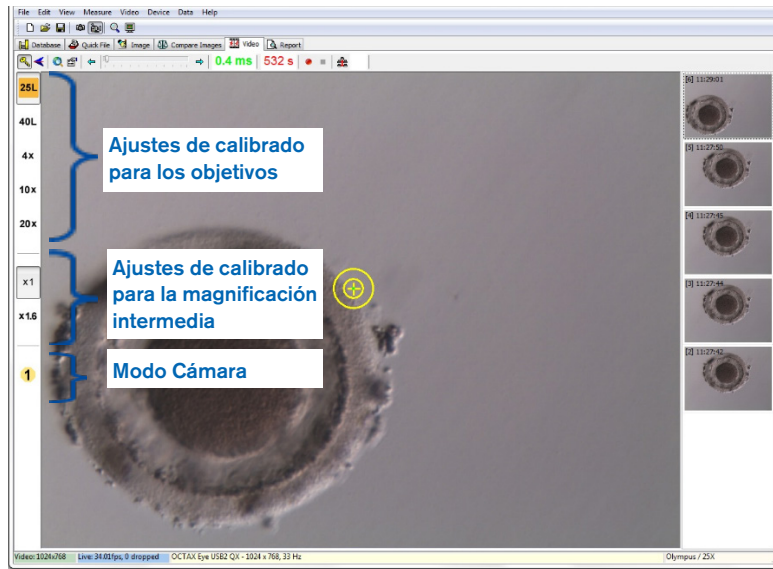 File Edit View Measure Video Device Data Help
Database Quick File Image Compare Images Video Report
0.4 ms 532 s
25L
40L
4x
10x
20x
x1
x1.6
1
Ajustes de calibrado
para los objetivos
Ajustes de calibrado
para la magnificación
intermedia
Modo Cámara
[6] 11:29:01
[5] 11:27:50
[4] 11:27:45
[3] 11:27:44
[2] 11:27:42
Video: 1024x768 Live: 34.01fps, 0 dropped OCTAX Eye USB2 QX - 1024 x 768, 33 Hz Olympus / 25X